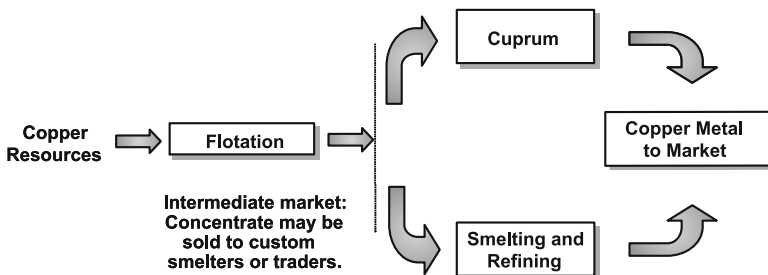 Copper
Resources
Flotation
Intermediate market:
Concentrate may be
sold to custom
smelters or traders.
Cuprum
Smelting and
Refining
Copper Metal
to Market